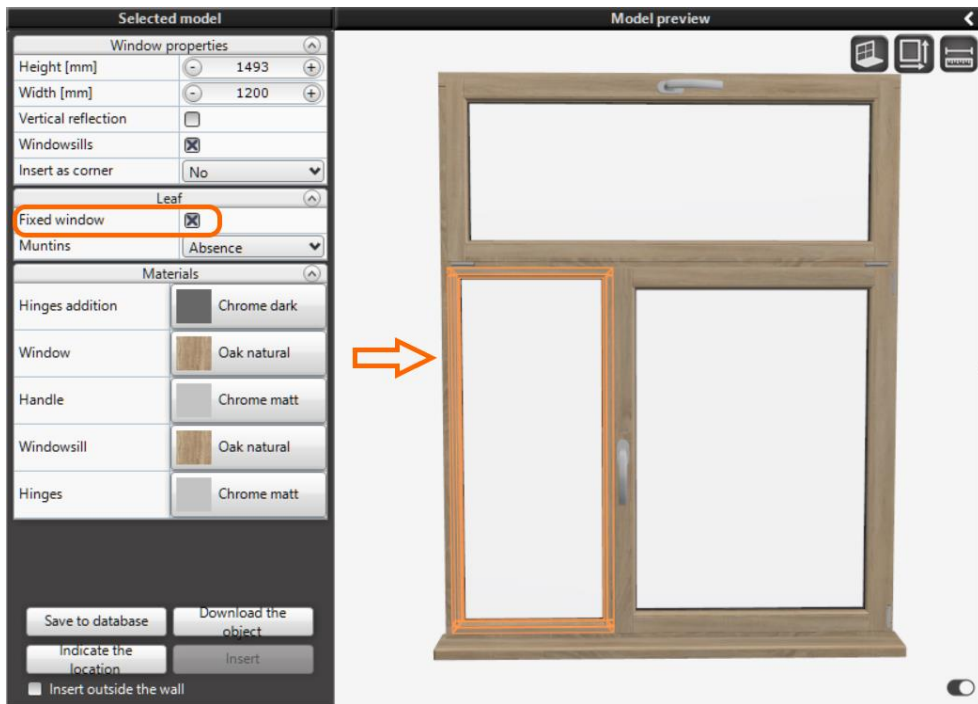 Selected model
Model preview
Window properties
Height [mm] - 1493 +
Width [mm] - 1200 +
Vertical reflection
Windowsills
Insert as corner No
Leaf
Fixed window
Muntins Absence
Materials
Hinges addition Chrome dark
Window Oak natural
Handle Chrome matt
Windowsill Oak natural
Hinges Chrome matt
Save to database
Download the
object
Indicate the
location
Insert
Insert outside the wall